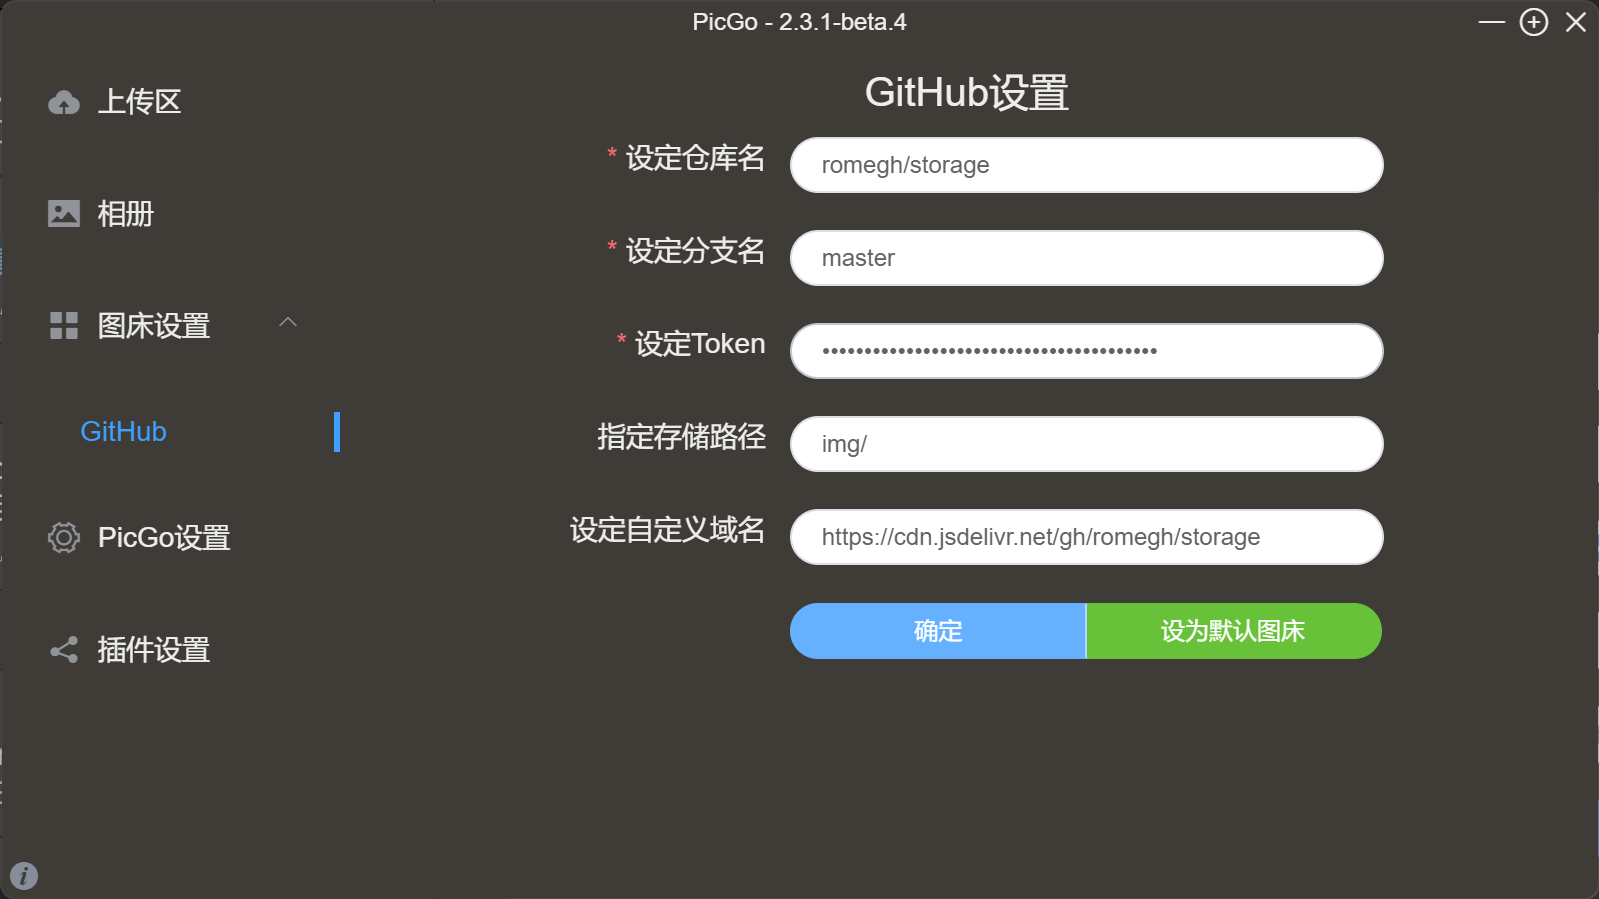 PicGo - 2.3.1-beta.4
上传区
相册
图床设置
GitHub
PicGo设置
插件设置
GitHub设置
* 设定仓库名
romegh/storage
* 设定分支名
master
* 设定Token
••••••••••••••••••••••••••••••••••••••••
指定存储路径
img/
设定自定义域名
https://cdn.jsdelivr.net/gh/romegh/storage
确定
设为默认图床